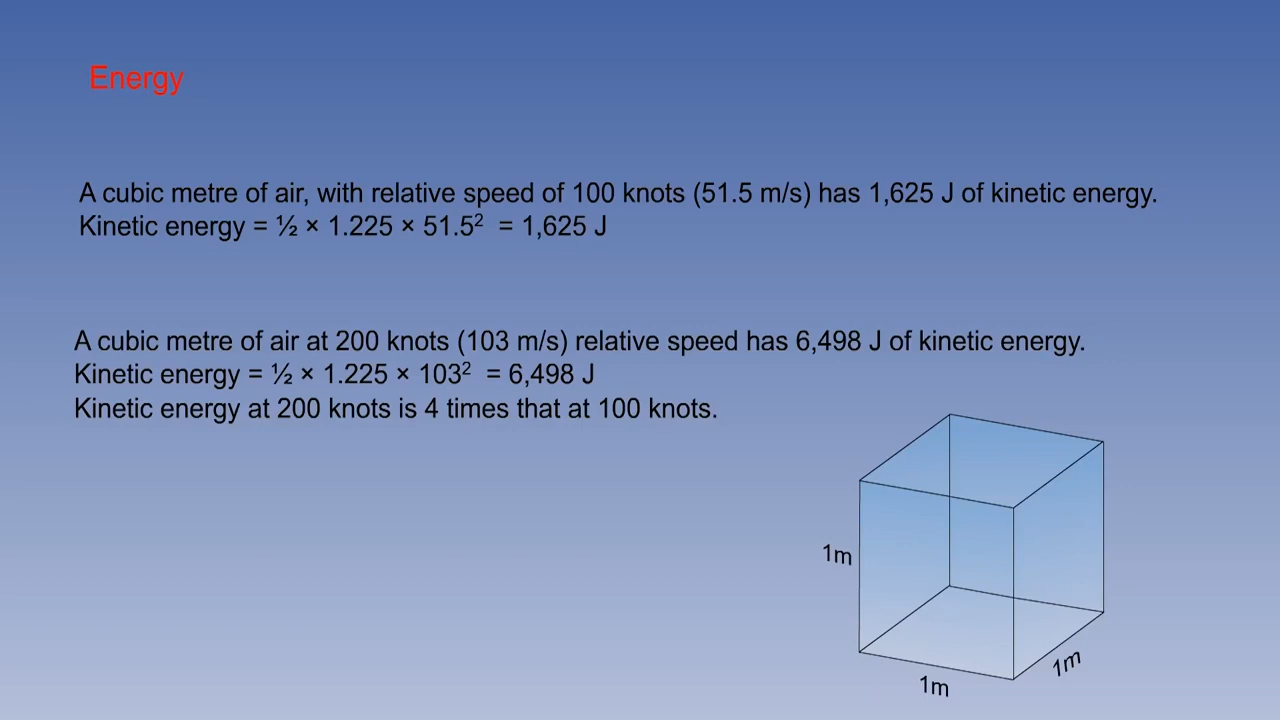 Energy
A cubic metre of air, with relative speed of 100 knots (51.5 m/s) has 1,625 J of kinetic energy.
Kinetic energy = ½ × 1.225 × 51.5² = 1,625 J
A cubic metre of air at 200 knots (103 m/s) relative speed has 6,498 J of kinetic energy.
Kinetic energy = ½ × 1.225 × 103² = 6,498 J
Kinetic energy at 200 knots is 4 times that at 100 knots.
1m
1m
1m